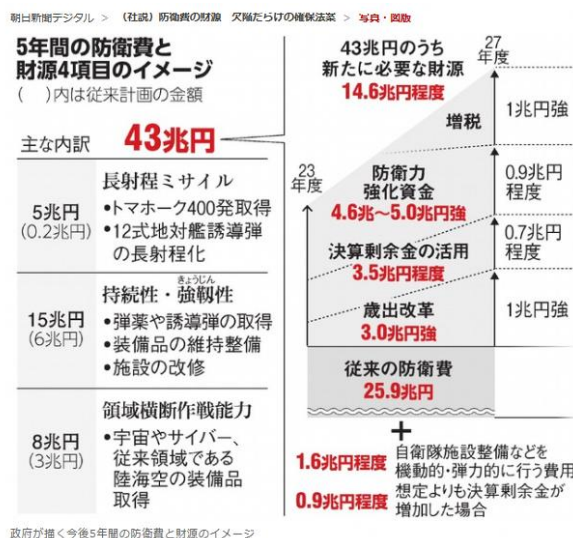 朝日新聞デジタル > (社説)防衛費の財源 欠陥だらけの確保法案 > 写真・図版
5年間の防衛費と
財源4項目のイメージ
( )内は従来計画の金額
主な内訳 43兆円
5兆円
(0.2兆円)
長射程ミサイル
•トマホーク400発取得
•12式地対艦誘導弾
の長射程化
15兆円
(6兆円)
きょうじん
持続性・強靱性
•弾薬や誘導弾の取得
•装備品の維持整備
•施設の改修
8兆円
(3兆円)
領域横断作戦能力
•宇宙やサイバー、
従来領域である
陸海空の装備品
取得
43兆円のうち
新たに必要な財源
14.6兆円程度
27
年度
23
年度
増税
1兆円強
防衛力
強化資金
4.6兆〜5.0兆円強
0.9兆円
程度
決算剰余金の活用
3.5兆円程度
0.7兆円
程度
歳出改革
3.0兆円強
1兆円強
従来の防衛費
25.9兆円
+
1.6兆円程度
自衛隊施設整備などを
機動的・弾力的に行う費用
0.9兆円程度
想定よりも決算剰余金が
増加した場合
政府が描く今後5年間の防衛費と財源のイメージ